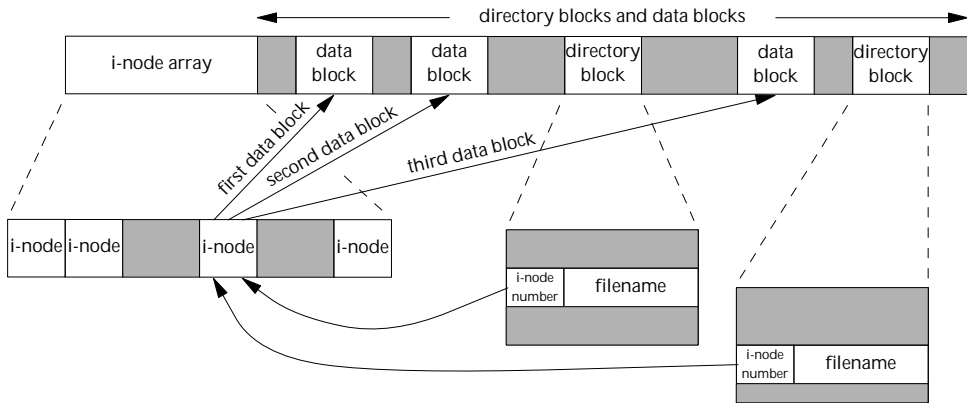 directory blocks and data blocks
i-node array
data
block
data
block
directory
block
data
block
directory
block
first data block
second data block
third data block
i-node
i-node
i-node
i-node
i-node
number
filename
i-node
number
filename